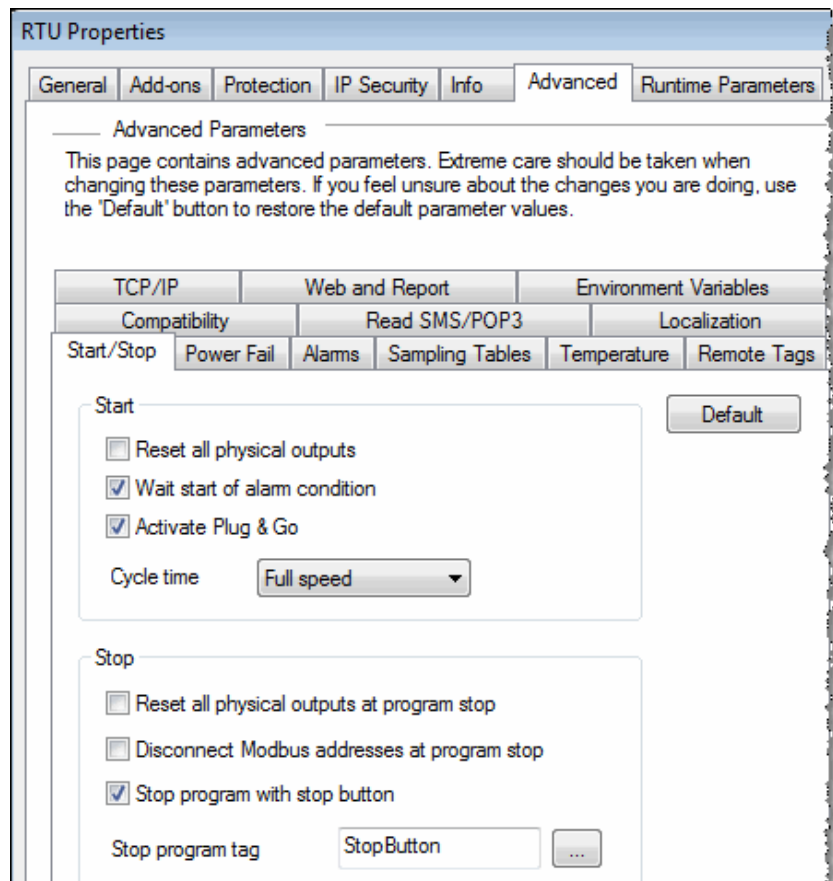 RTU Properties
General Add-ons Protection IP Security Info Advanced Runtime Parameters
Advanced Parameters
This page contains advanced parameters. Extreme care should be taken when
changing these parameters. If you feel unsure about the changes you are doing, use
the 'Default' button to restore the default parameter values.
TCP/IP Web and Report Environment Variables
Compatibility Read SMS/POP3 Localization
Start/Stop Power Fail Alarms Sampling Tables Temperature Remote Tags
Start
Default
Reset all physical outputs
Wait start of alarm condition
Activate Plug & Go
Cycle time Full speed
Stop
Reset all physical outputs at program stop
Disconnect Modbus addresses at program stop
Stop program with stop button
Stop program tag StopButton ...